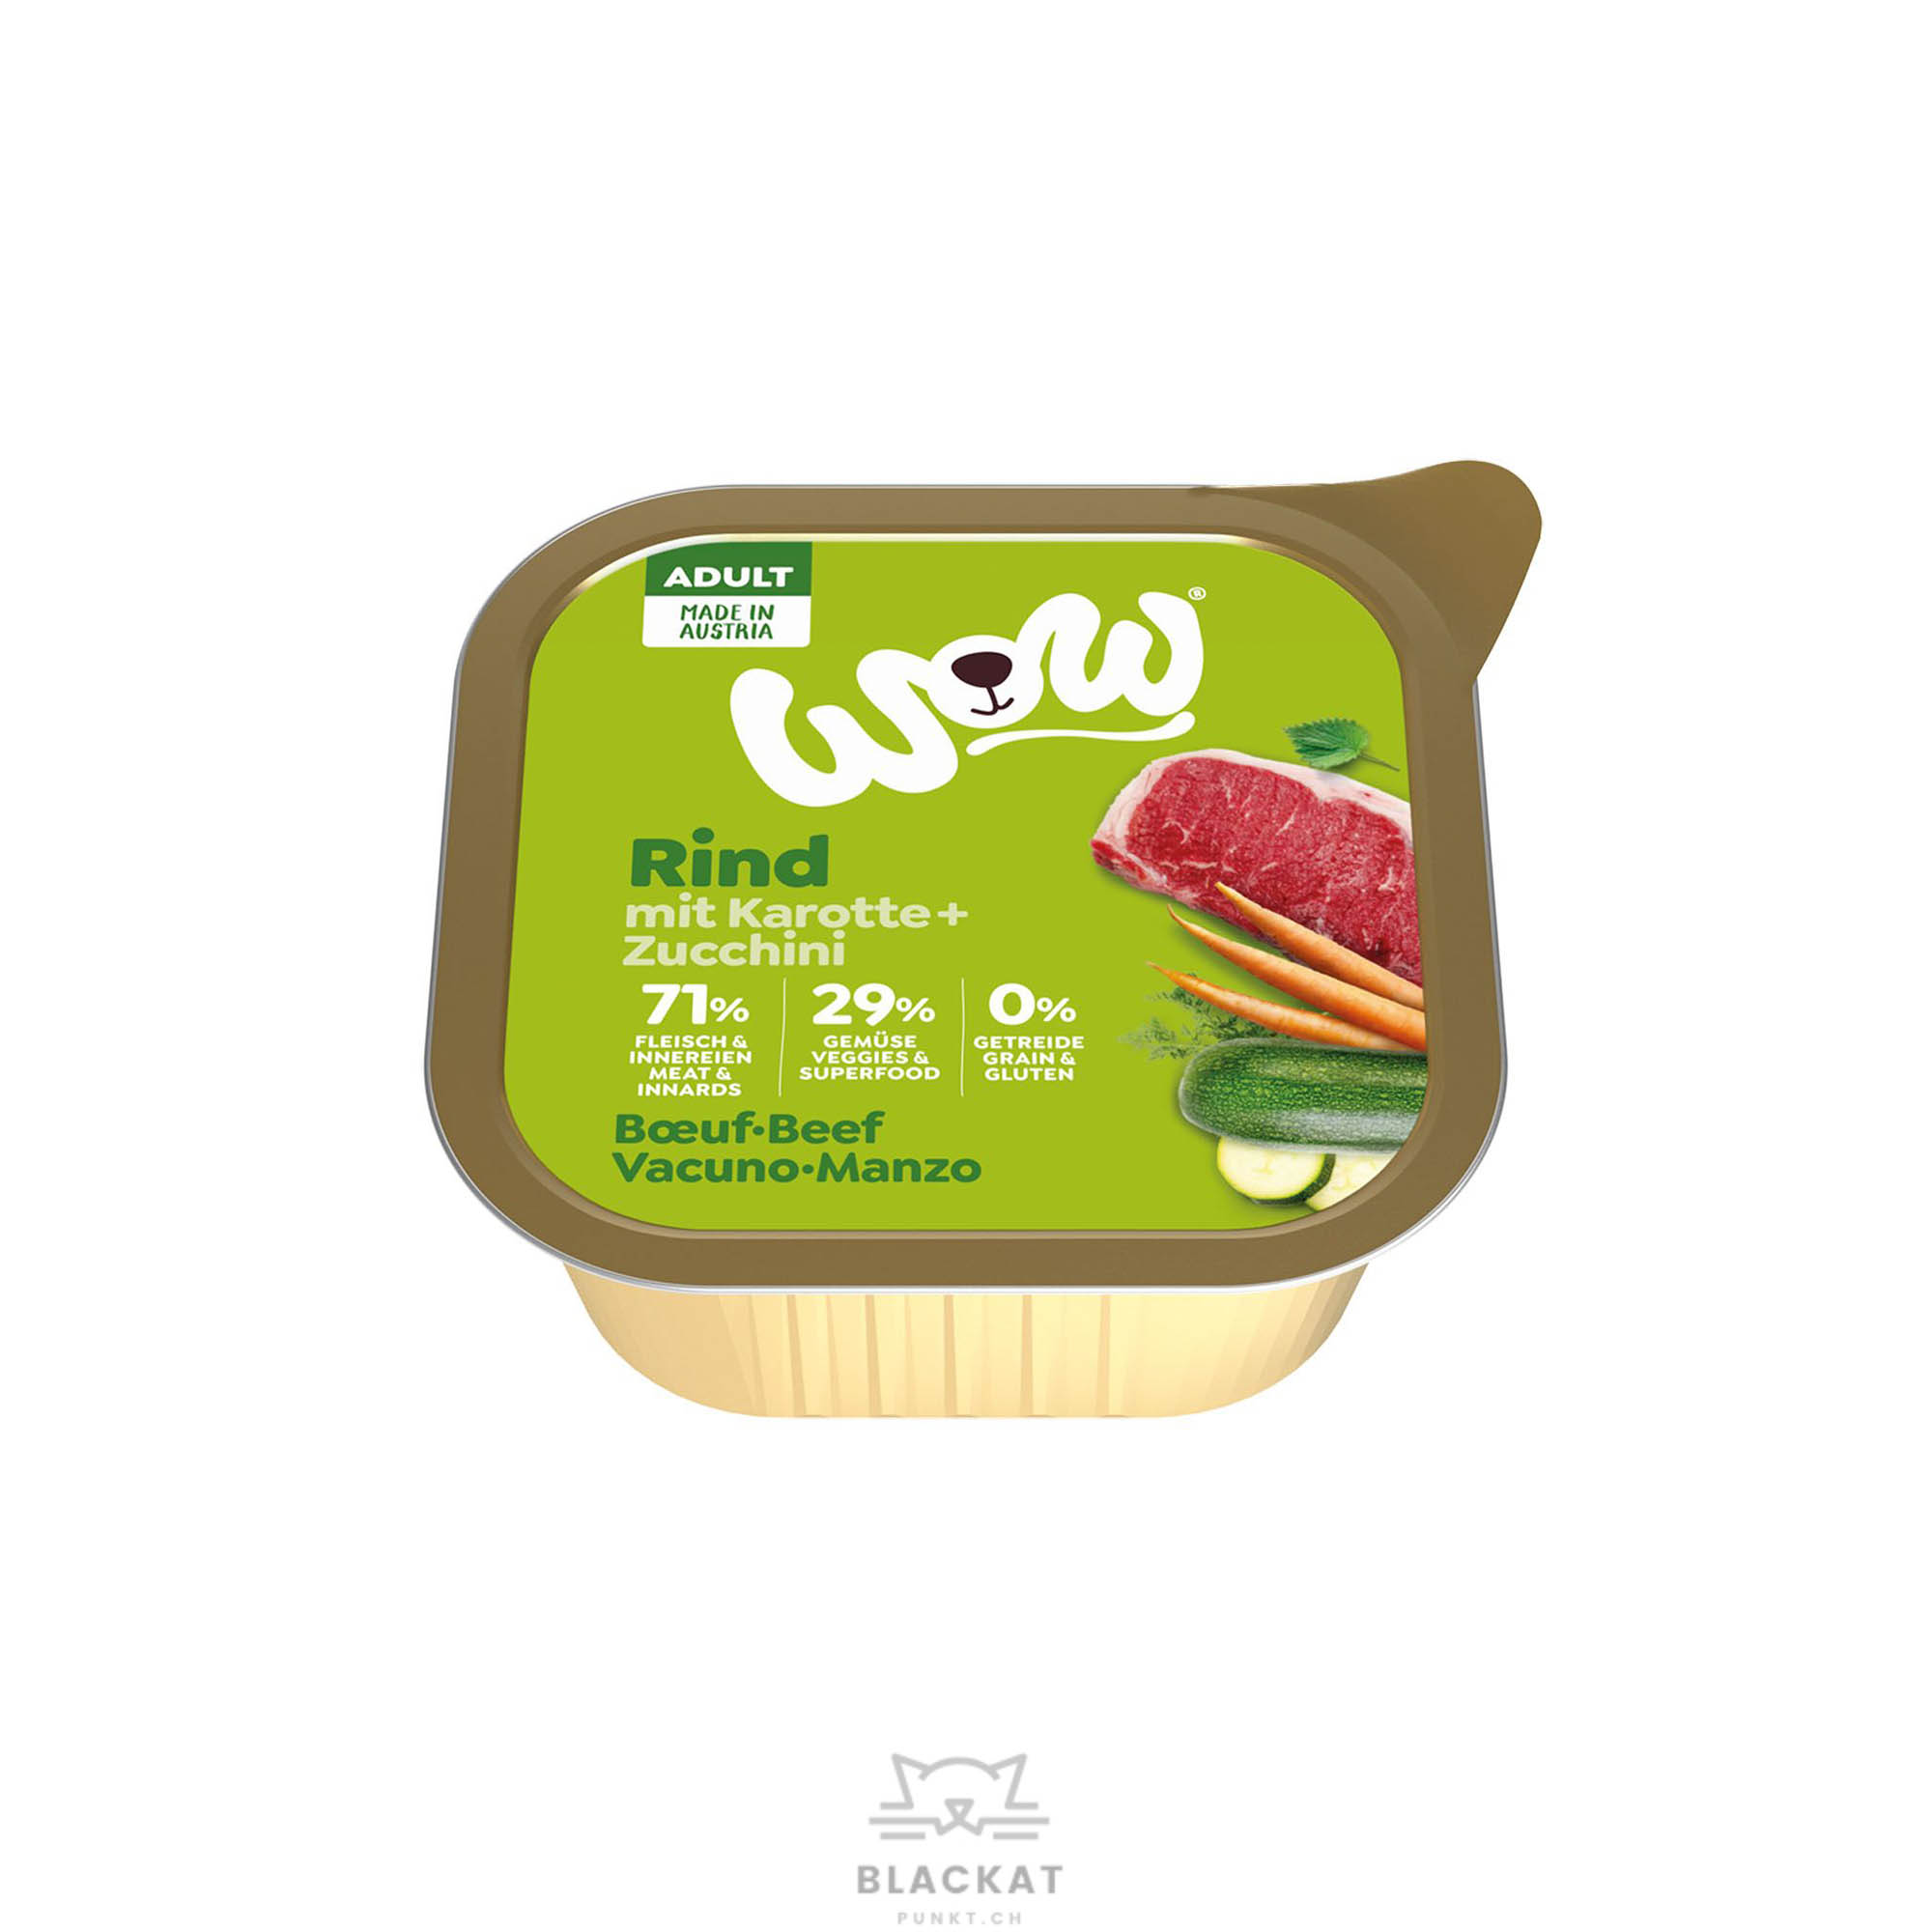 ADULT
MADE IN
AUSTRIA
WOW®
Rind
mit Karotte+
Zucchini
71%
FLEISCH &
INNEREIEN
MEAT &
INNARDS
29%
GEMÜSE
VEGGIES &
SUPERFOOD
0%
GETREIDE
GRAIN &
GLUTEN
Bœuf•Beef
Vacuno•Manzo
BLACKAT
PUNKT.CH